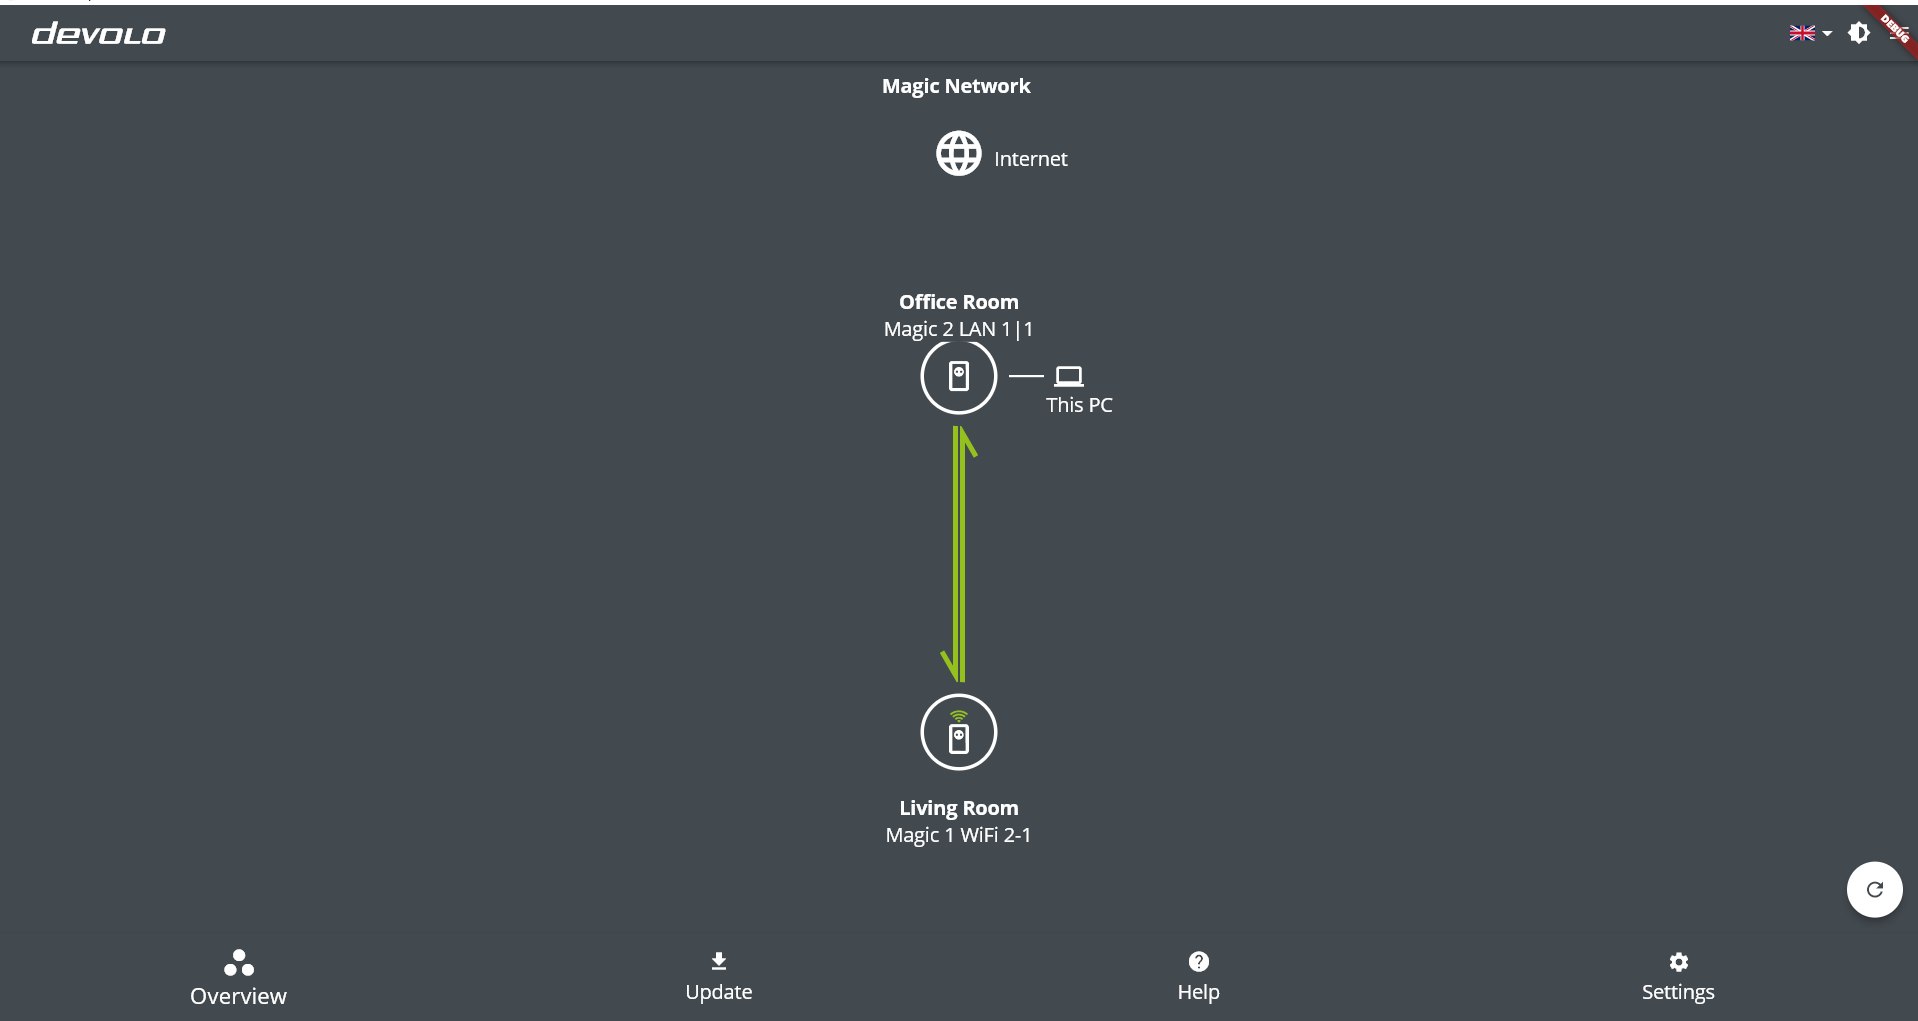 devolo
DEBUG
Magic Network
Internet
Office Room
Magic 2 LAN 1|1
This PC
Living Room
Magic 1 WiFi 2-1
Overview
Update
Help
Settings